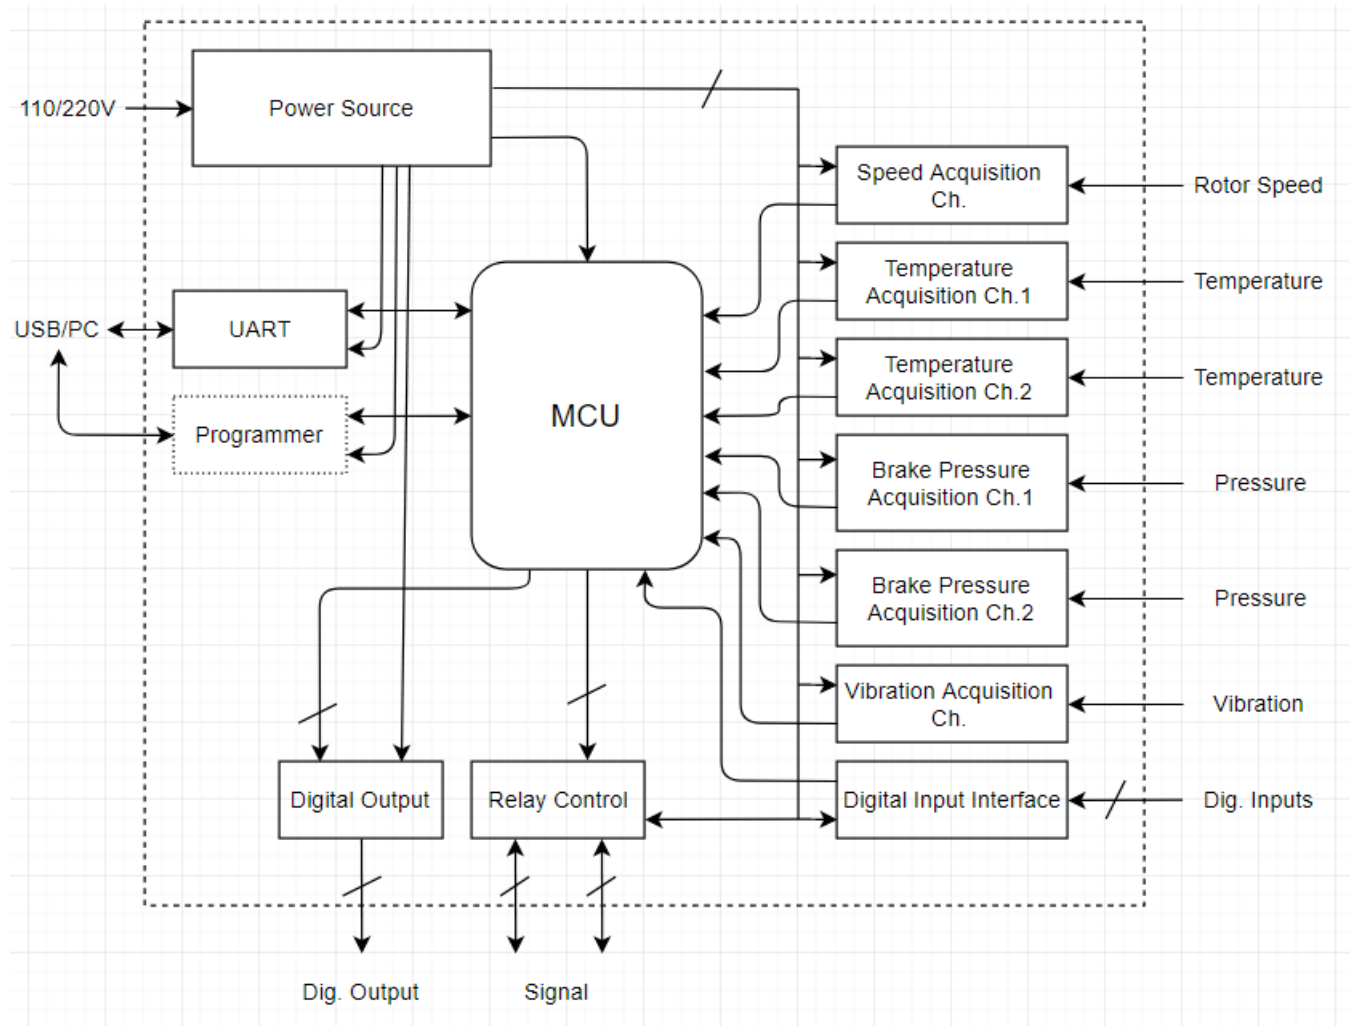 110/220V
Power Source
Speed Acquisition
Ch.
Rotor Speed
Temperature
Acquisition Ch.1
Temperature
USB/PC
UART
Temperature
Acquisition Ch.2
Temperature
Programmer
MCU
Brake Pressure
Acquisition Ch.1
Pressure
Brake Pressure
Acquisition Ch.2
Pressure
Vibration Acquisition
Ch.
Vibration
Digital Output
Relay Control
Digital Input Interface
Dig. Inputs
Dig. Output
Signal